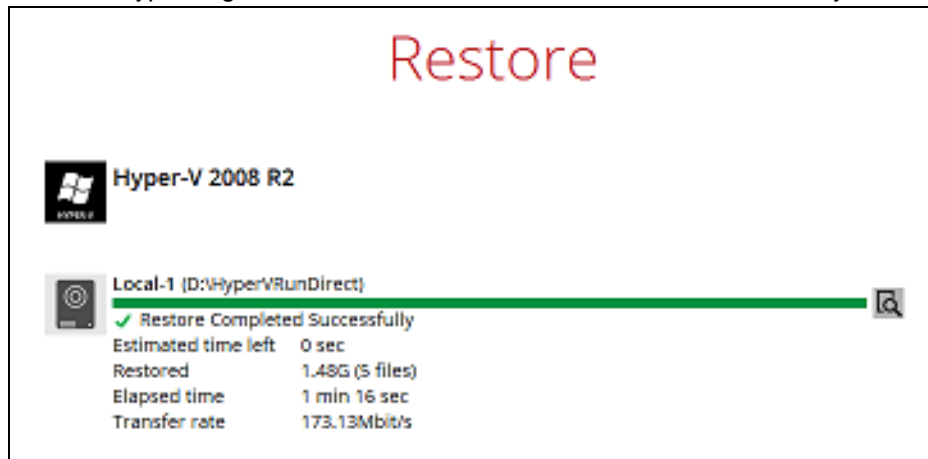 Restore
Hyper-V 2008 R2
HYPER-V
Local-1 (D:\HyperVRunDirect)
Restore Completed Successfully
Estimated time left 0 sec
Restored 1.48G (5 files)
Elapsed time 1 min 16 sec
Transfer rate 173.13Mbit/s